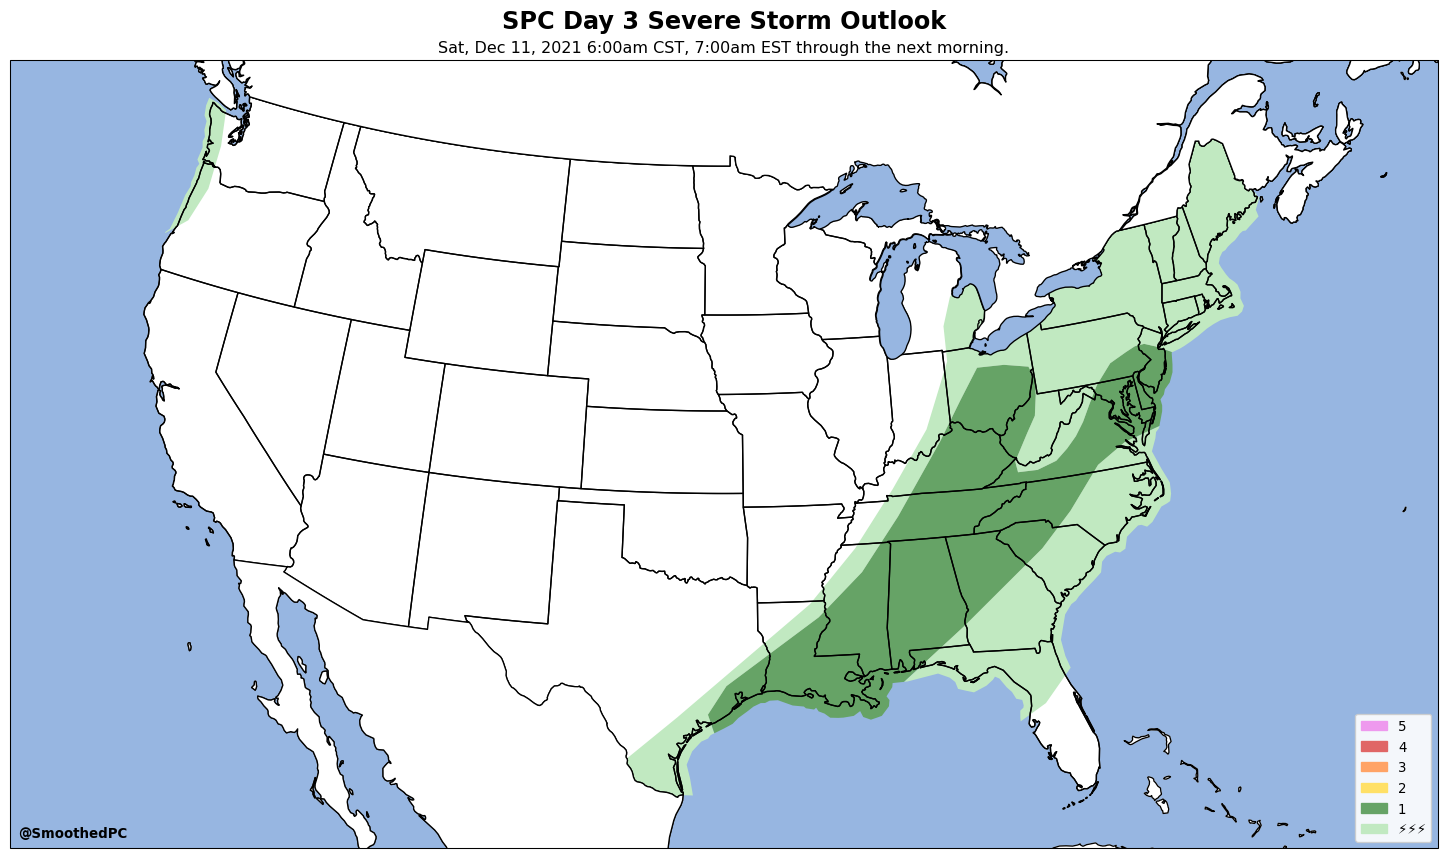 SPC Day 3 Severe Storm Outlook
Sat, Dec 11, 2021 6:00am CST, 7:00am EST through the next morning.
5
4
3
2
1
⚡⚡⚡
@SmoothedPC